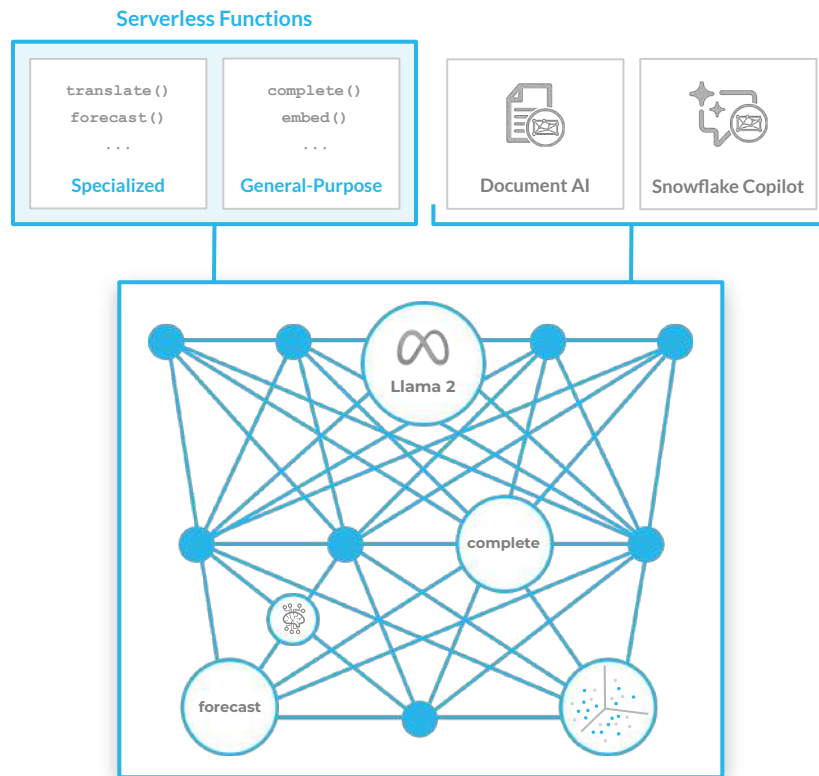 Serverless Functions
translate()
forecast()
...
Specialized
complete()
embed()
...
General-Purpose
Document AI
Snowflake Copilot
Llama 2
complete
forecast